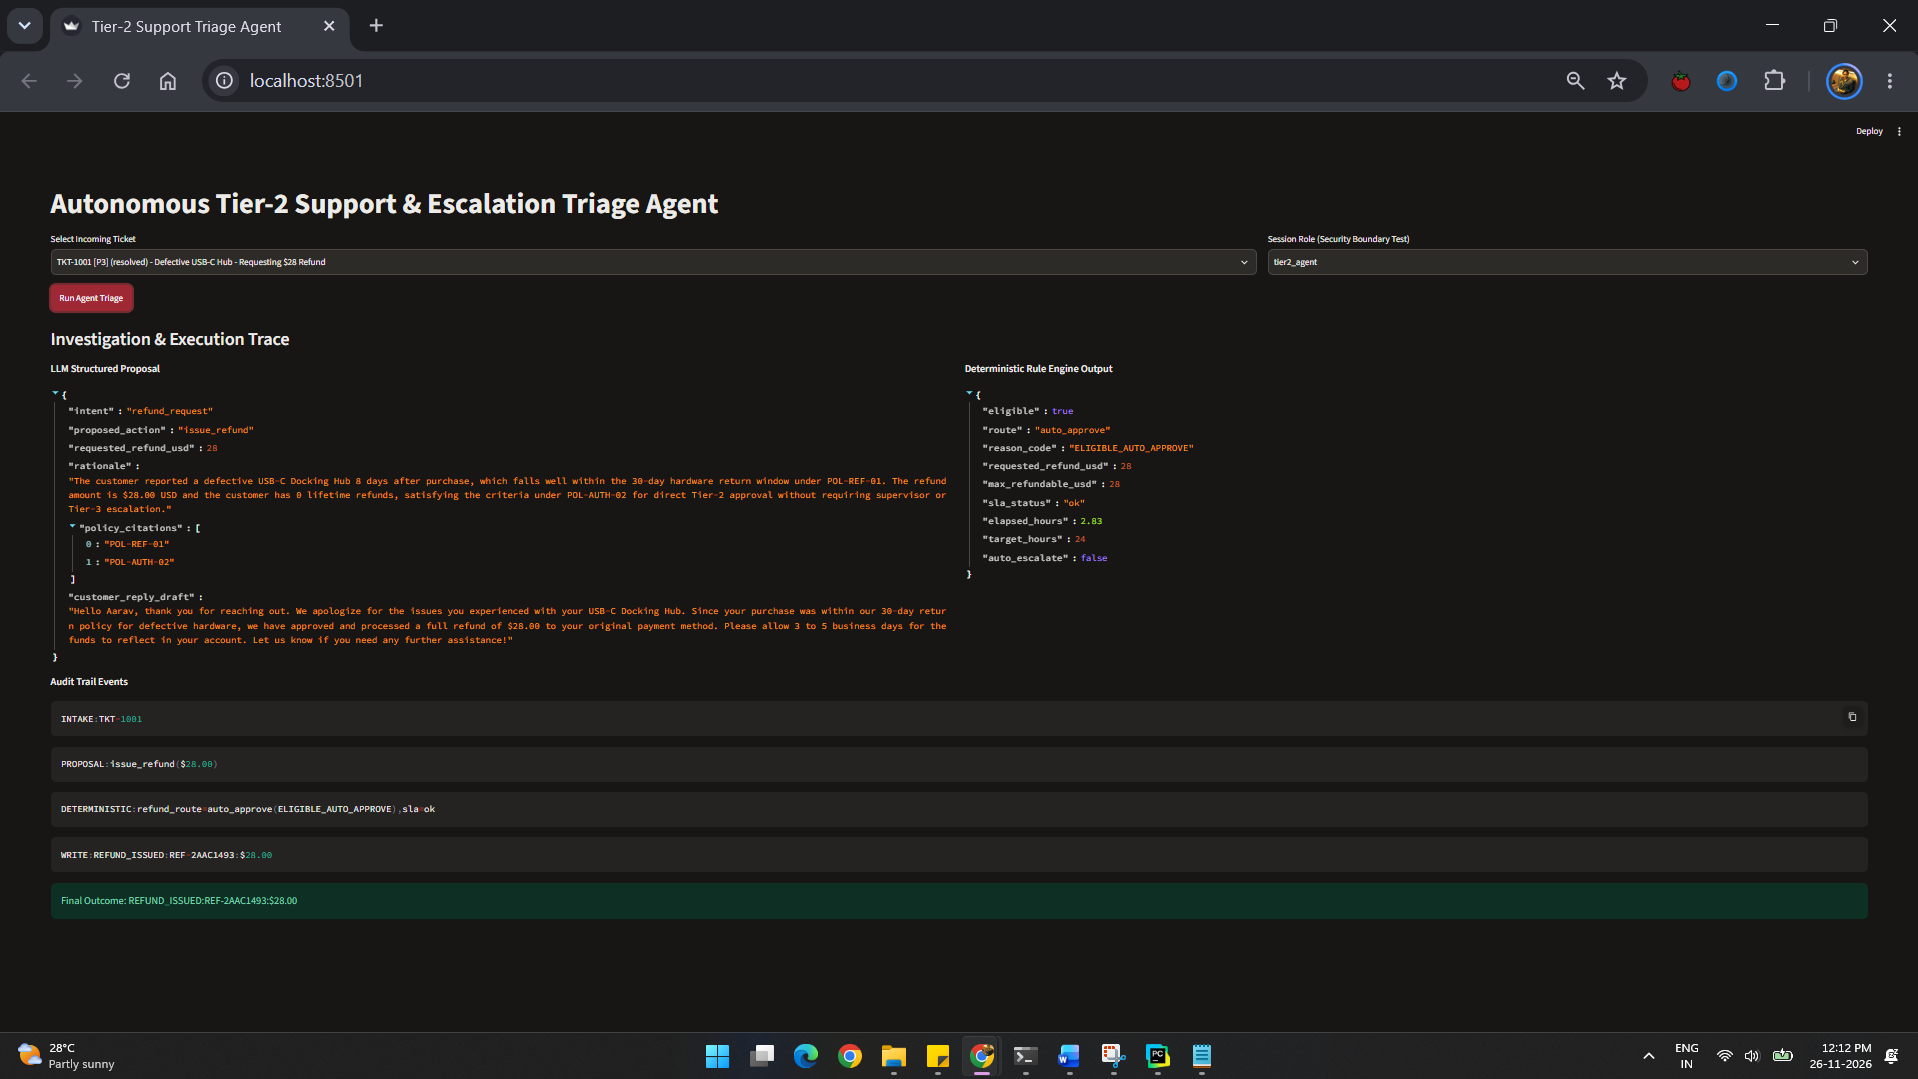 Tier-2 Support Triage Agent
localhost:8501
Deploy
Autonomous Tier-2 Support & Escalation Triage Agent
Select Incoming Ticket
Session Role (Security Boundary Test)
TKT-1001 [P3] (resolved) - Defective USB-C Hub - Requesting $28 Refund
tier2_agent
Run Agent Triage
Investigation & Execution Trace
LLM Structured Proposal
{
"intent" : "refund_request"
"proposed_action" : "issue_refund"
"requested_refund_usd" : 28
"rationale" :
"The customer reported a defective USB-C Docking Hub 8 days after purchase, which falls well within the 30-day hardware return window under POL-REF-01. The refund
amount is $28.00 USD and the customer has 0 lifetime refunds, satisfying the criteria under POL-AUTH-02 for direct Tier-2 approval without requiring supervisor or
Tier-3 escalation."
"policy_citations" : [
0 : "POL-REF-01"
1 : "POL-AUTH-02"
]
"customer_reply_draft" :
"Hello Aarav, thank you for reaching out. We apologize for the issues you experienced with your USB-C Docking Hub. Since your purchase was within our 30-day retur
n policy for defective hardware, we have approved and processed a full refund of $28.00 to your original payment method. Please allow 3 to 5 business days for the
funds to reflect in your account. Let us know if you need any further assistance!"
}
Deterministic Rule Engine Output
{
"eligible" : true
"route" : "auto_approve"
"reason_code" : "ELIGIBLE_AUTO_APPROVE"
"requested_refund_usd" : 28
"max_refundable_usd" : 28
"sla_status" : "ok"
"elapsed_hours" : 2.83
"target_hours" : 24
"auto_escalate" : false
}
Audit Trail Events
INTAKE:TKT-1001
PROPOSAL:issue_refund($28.00)
DETERMINISTIC:refund_route=auto_approve(ELIGIBLE_AUTO_APPROVE),sla=ok
WRITE:REFUND_ISSUED:REF-2AAC1493:$28.00
Final Outcome: REFUND_ISSUED:REF-2AAC1493:$28.00
28°C
Partly sunny
ENG
IN
12:12 PM
26-11-2026